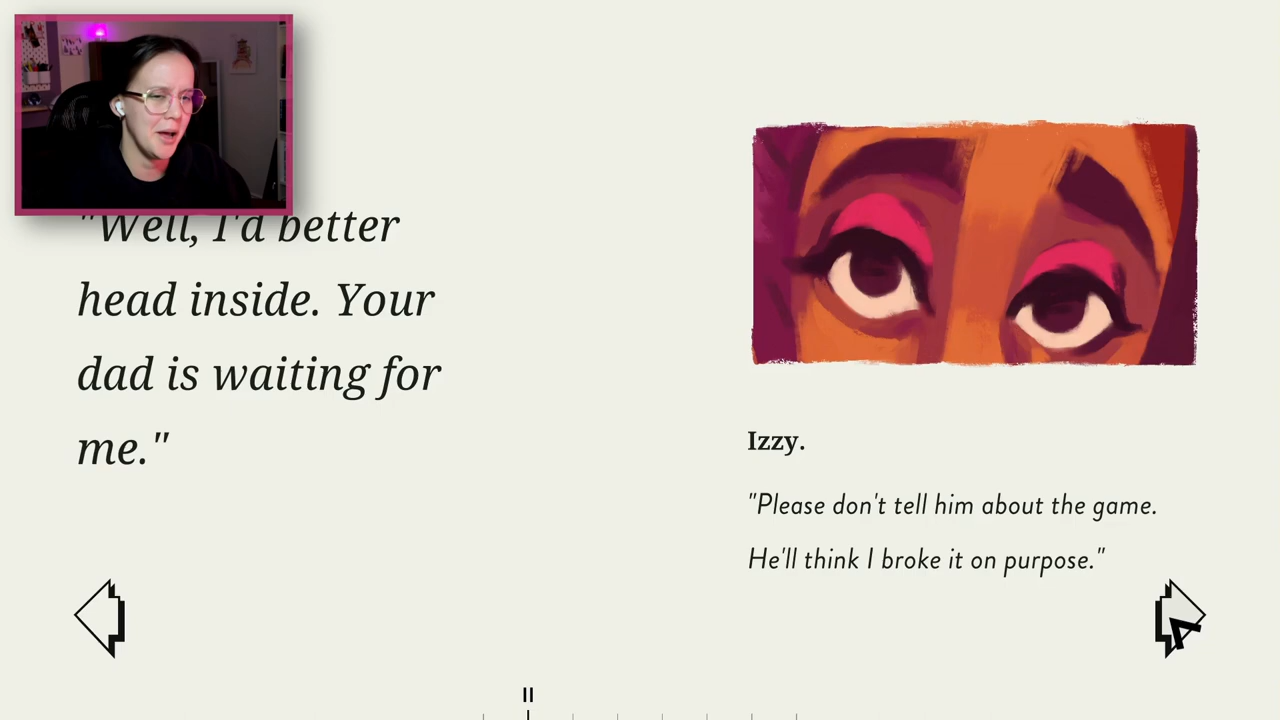 "Well, I'd better
head inside. Your
dad is waiting for
me."
Izzy.
"Please don't tell him about the game.
He'll think I broke it on purpose."
II